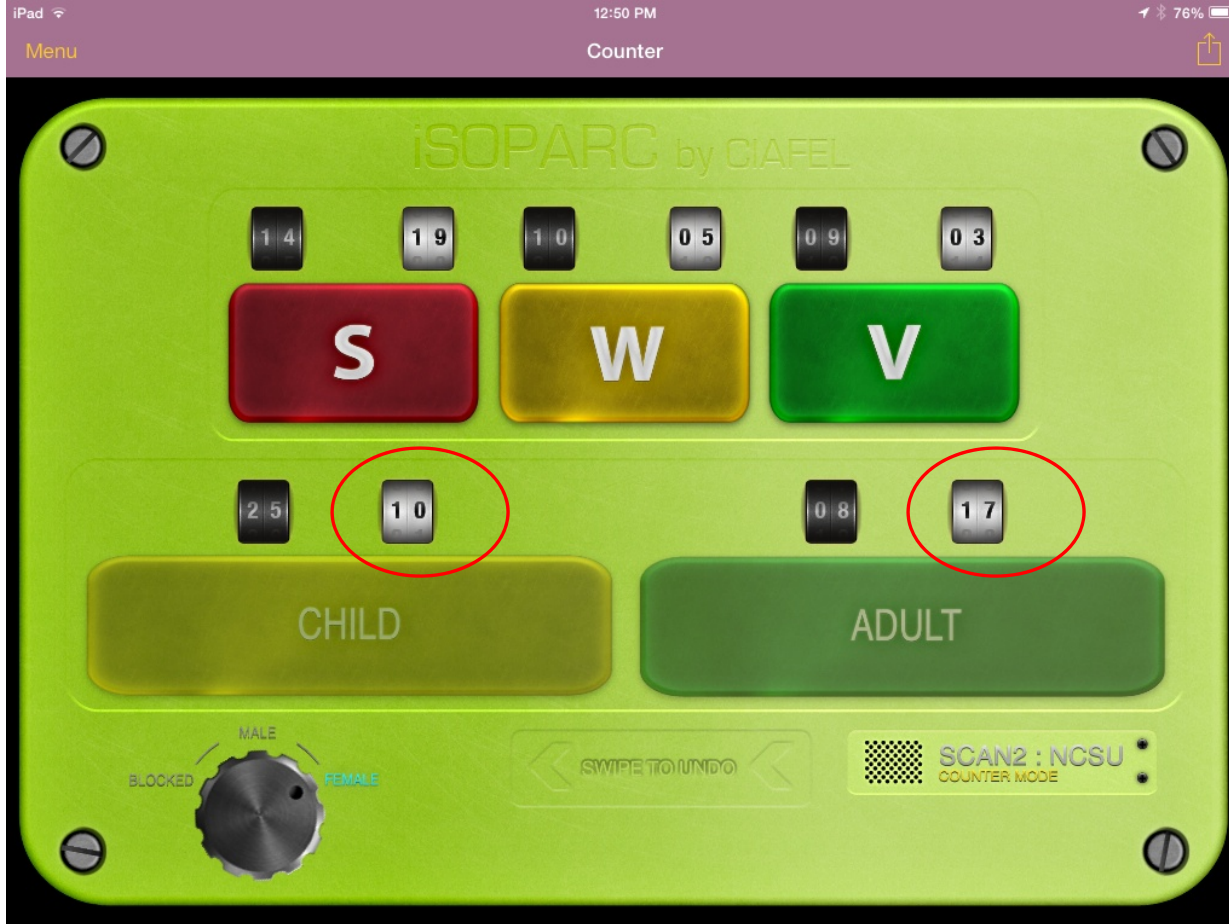 iPad 12:50 PM 76%
Menu Counter
iSOPARC by CIAFEL
14 19 10 05 09 03
S W V
25 10 08 17
CHILD ADULT
MALE
BLOCKED FEMALE
SWIPE TO UNDO
SCAN2 : NCSU
COUNTER MODE